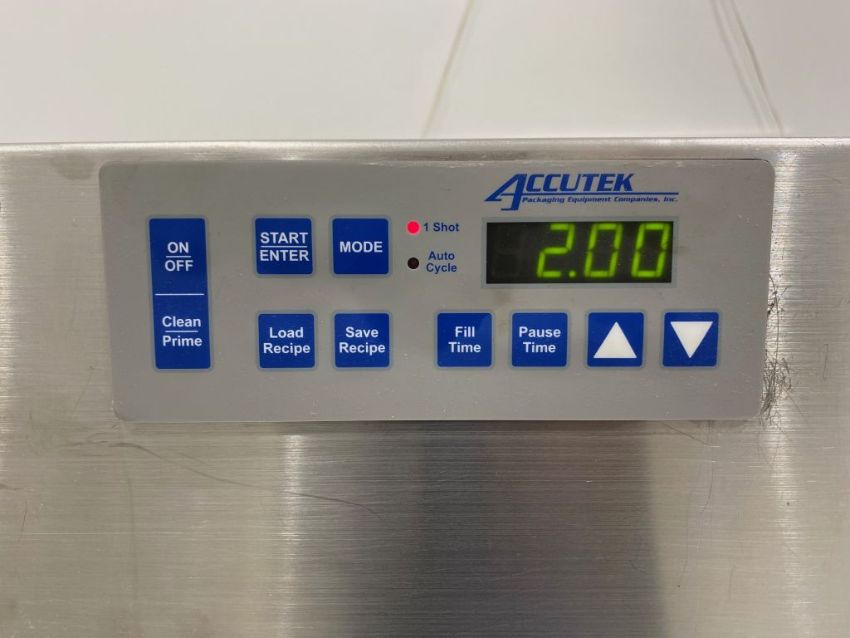 ACCUTEK
Packaging Equipment Companies, Inc.
ON
OFF
Clean
Prime
START
ENTER
MODE
1 Shot
Auto
Cycle
2.00
Load
Recipe
Save
Recipe
Fill
Time
Pause
Time